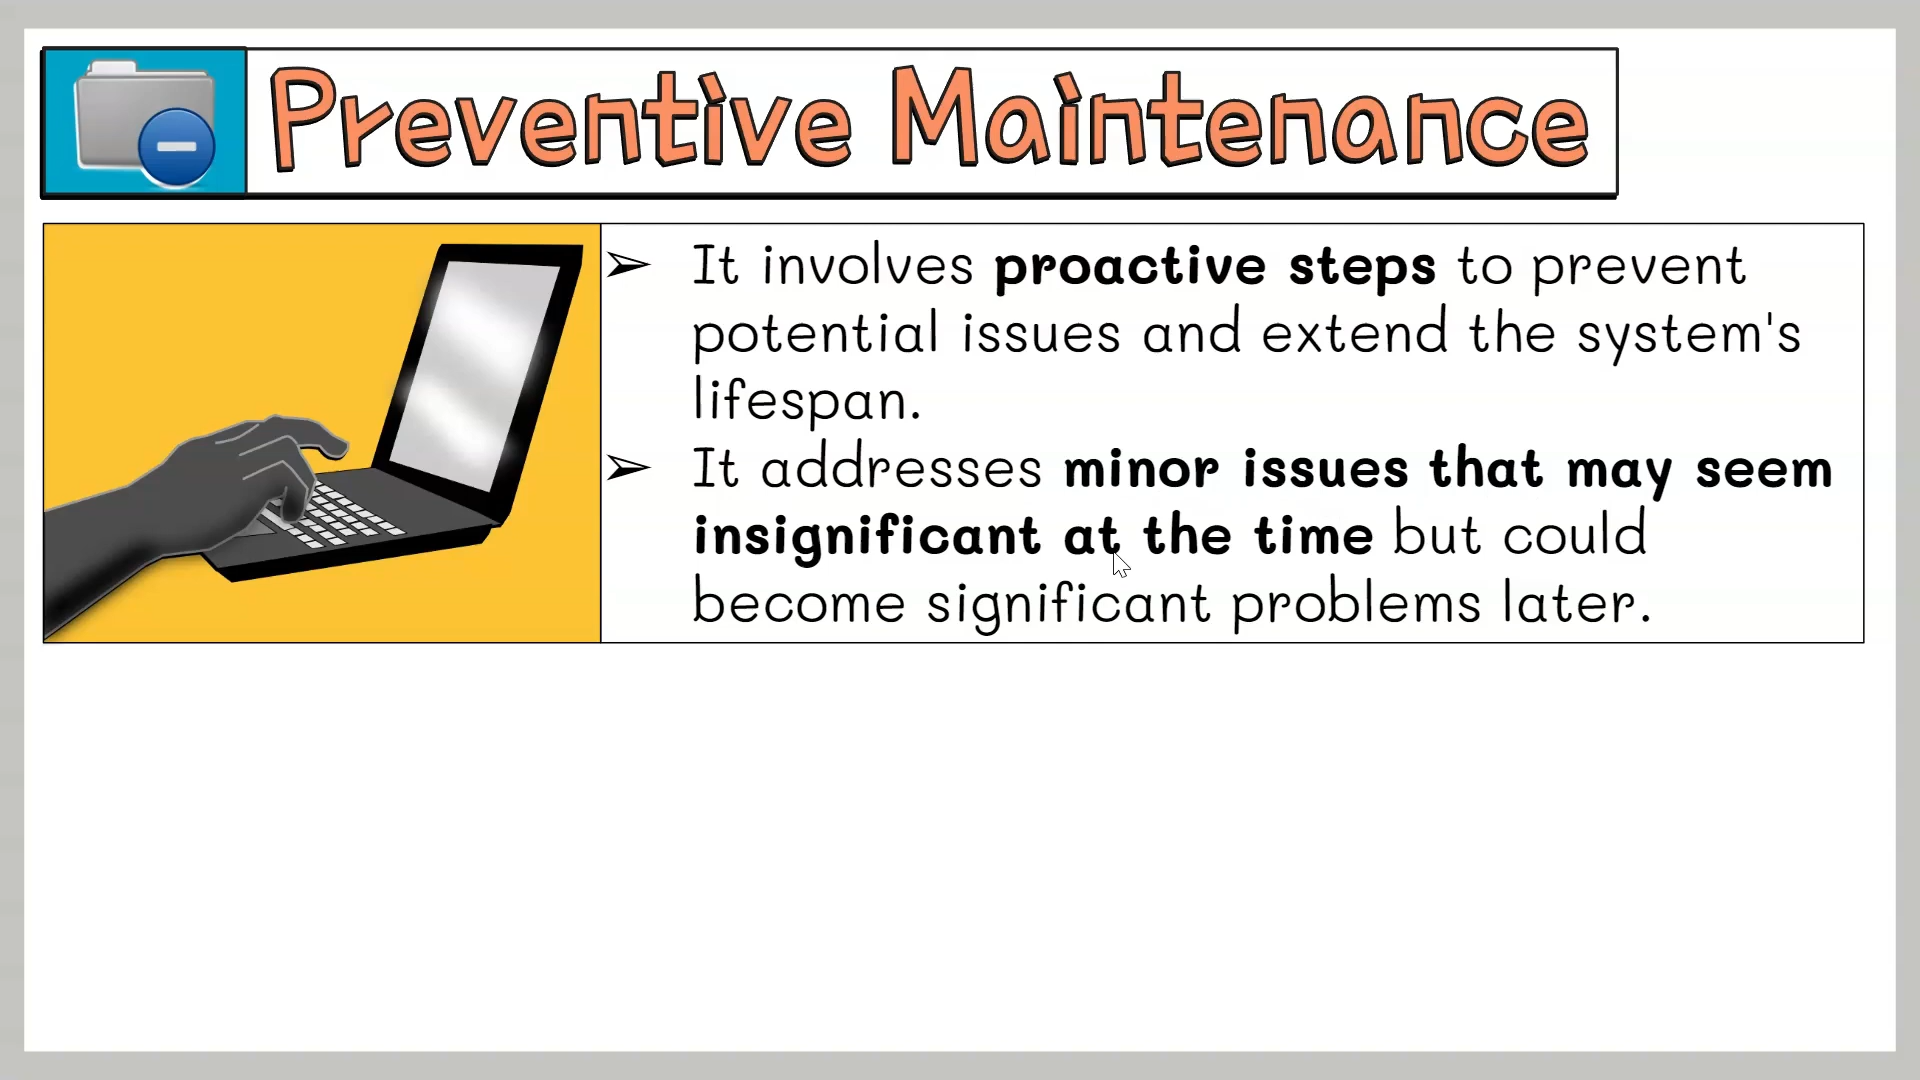 Preventive Maintenance
➢ It involves proactive steps to prevent
potential issues and extend the system's
lifespan.
➢ It addresses minor issues that may seem
insignificant at the time but could
become significant problems later.